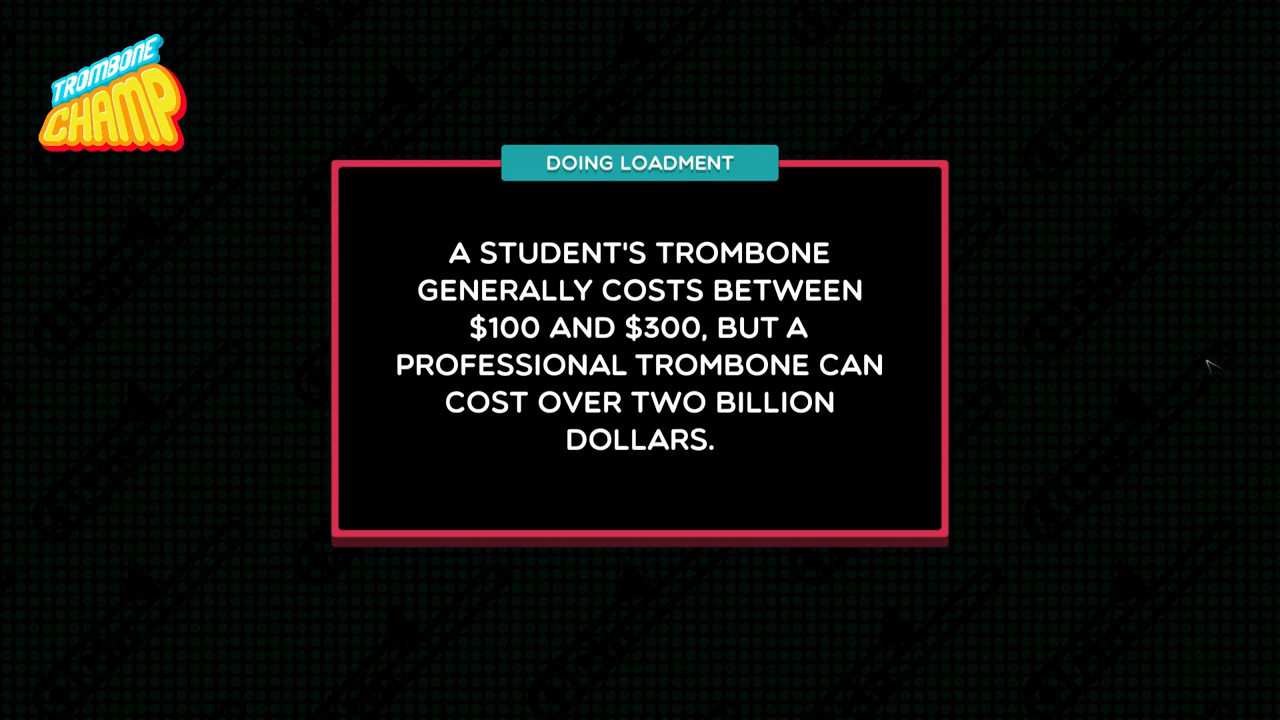 TROMBONE
CHAMP
DOING LOADMENT
A STUDENT'S TROMBONE
GENERALLY COSTS BETWEEN
$100 AND $300, BUT A
PROFESSIONAL TROMBONE CAN
COST OVER TWO BILLION
DOLLARS.